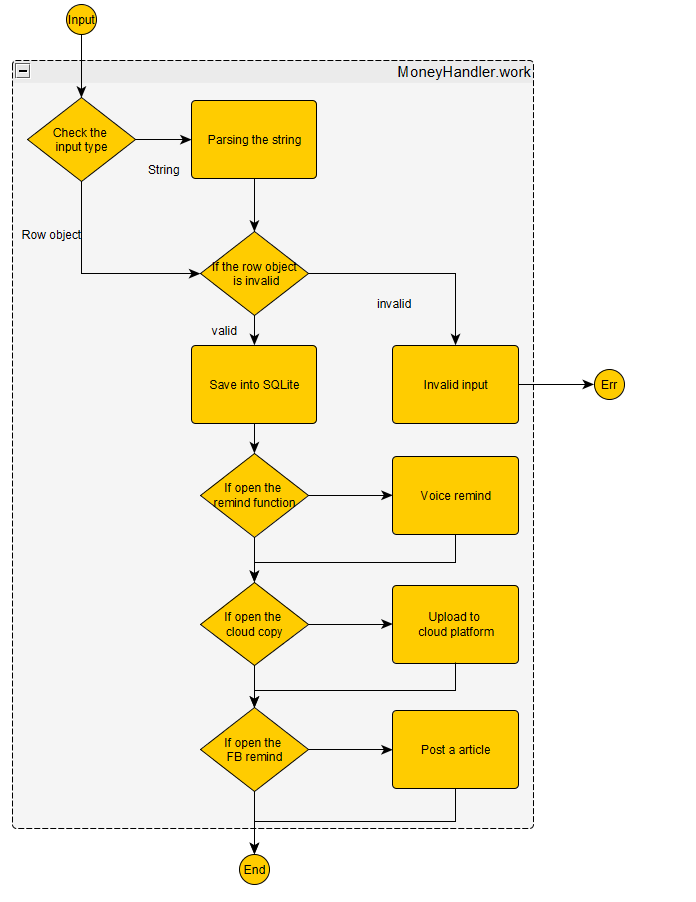 Input
MoneyHandler.work
Check the
input type
Parsing the string
String
Row object
If the row object
is invalid
invalid
valid
Save into SQLite
Invalid input
Err
If open the
remind function
Voice remind
If open the
cloud copy
Upload to
cloud platform
If open the
FB remind
Post a article
End